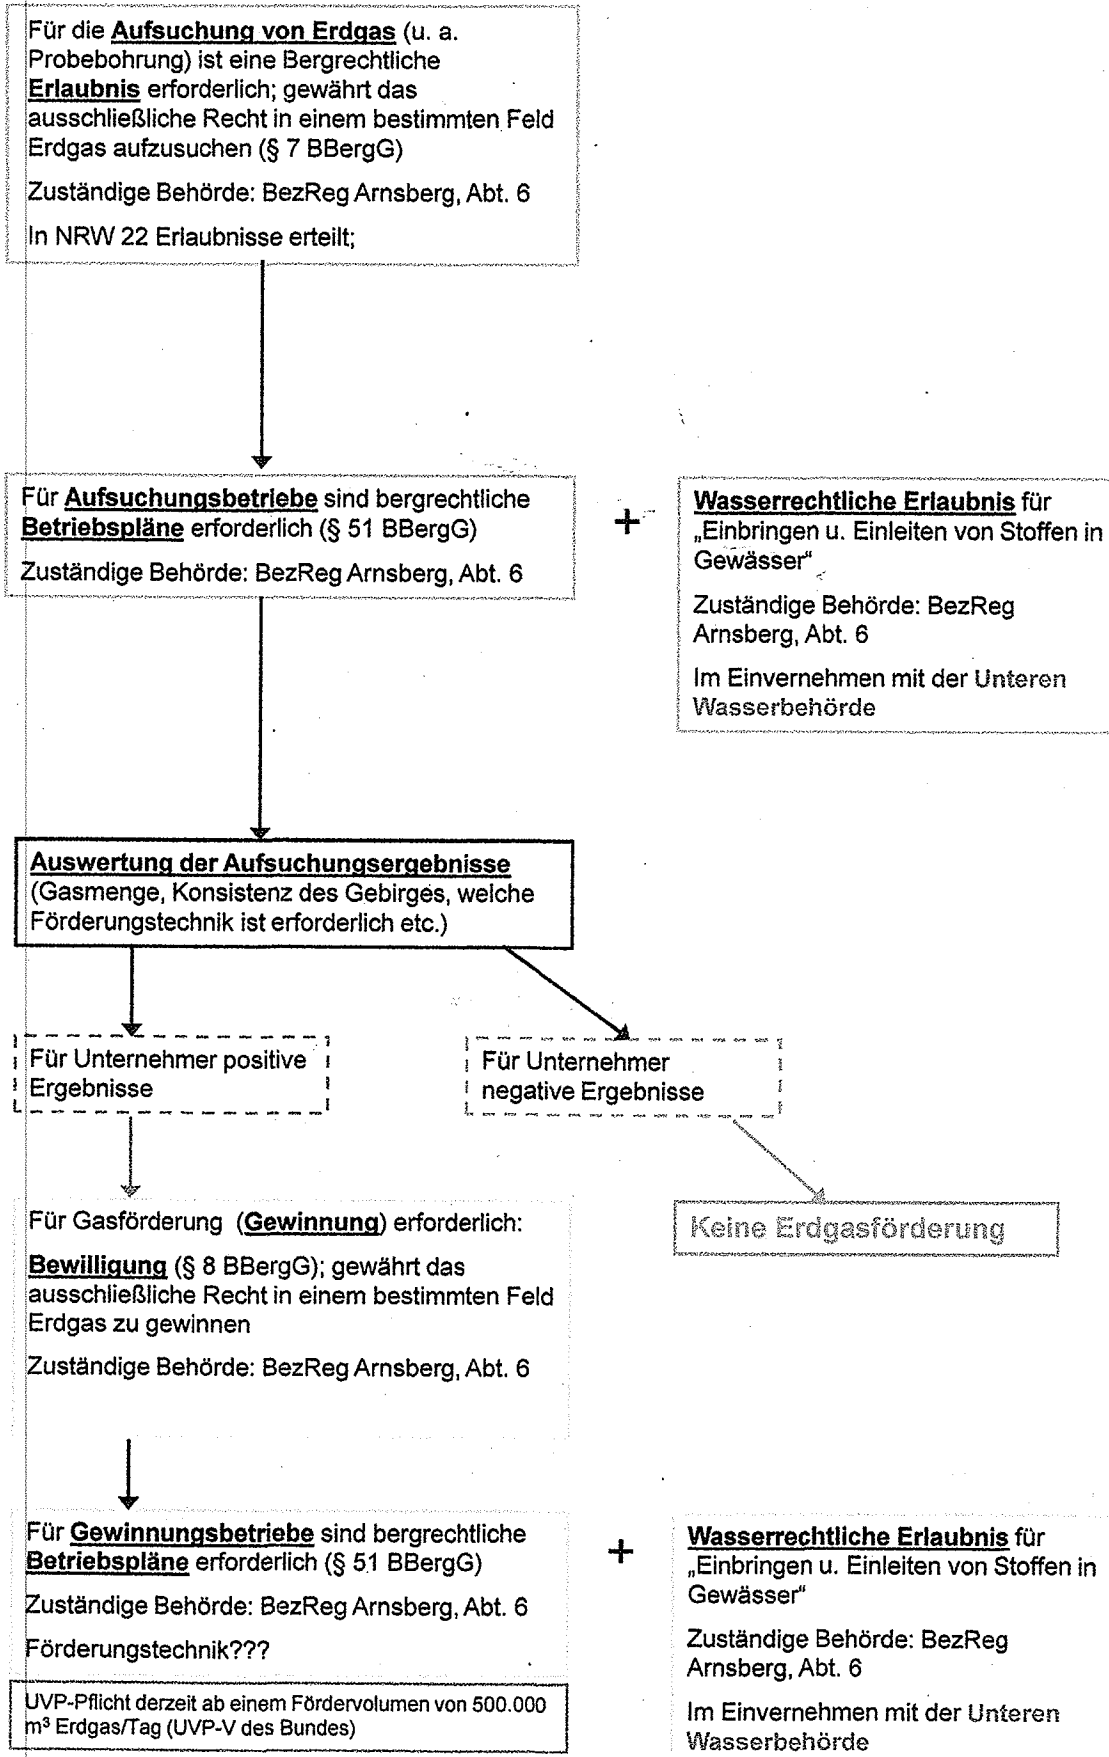 Für die Aufsuchung von Erdgas (u. a.
Probebohrung) ist eine Bergrechtliche
Erlaubnis erforderlich; gewährt das
ausschließliche Recht in einem bestimmten Feld
Erdgas aufzusuchen (§ 7 BBergG)
Zuständige Behörde: BezReg Arnsberg, Abt. 6
In NRW 22 Erlaubnisse erteilt;
Für Aufsuchungsbetriebe sind bergrechtliche
Betriebspläne erforderlich (§ 51 BBergG)
Zuständige Behörde: BezReg Arnsberg, Abt. 6
+
Wasserrechtliche Erlaubnis für
„Einbringen u. Einleiten von Stoffen in
Gewässer“
Zuständige Behörde: BezReg
Arnsberg, Abt. 6
Im Einvernehmen mit der Unteren
Wasserbehörde
Auswertung der Aufsuchungsergebnisse
(Gasmenge, Konsistenz des Gebirges, welche
Förderungstechnik ist erforderlich etc.)
Für Unternehmer positive
Ergebnisse
Für Unternehmer
negative Ergebnisse
Für Gasförderung (Gewinnung) erforderlich:
Bewilligung (§ 8 BBergG); gewährt das
ausschließliche Recht in einem bestimmten Feld
Erdgas zu gewinnen
Zuständige Behörde: BezReg Arnsberg, Abt. 6
Keine Erdgasförderung
Für Gewinnungsbetriebe sind bergrechtliche
Betriebspläne erforderlich (§ 51 BBergG)
Zuständige Behörde: BezReg Arnsberg, Abt. 6
Förderungstechnik???
UVP-Pflicht derzeit ab einem Fördervolumen von 500.000
m³ Erdgas/Tag (UVP-V des Bundes)
+
Wasserrechtliche Erlaubnis für
„Einbringen u. Einleiten von Stoffen in
Gewässer“
Zuständige Behörde: BezReg
Arnsberg, Abt. 6
Im Einvernehmen mit der Unteren
Wasserbehörde